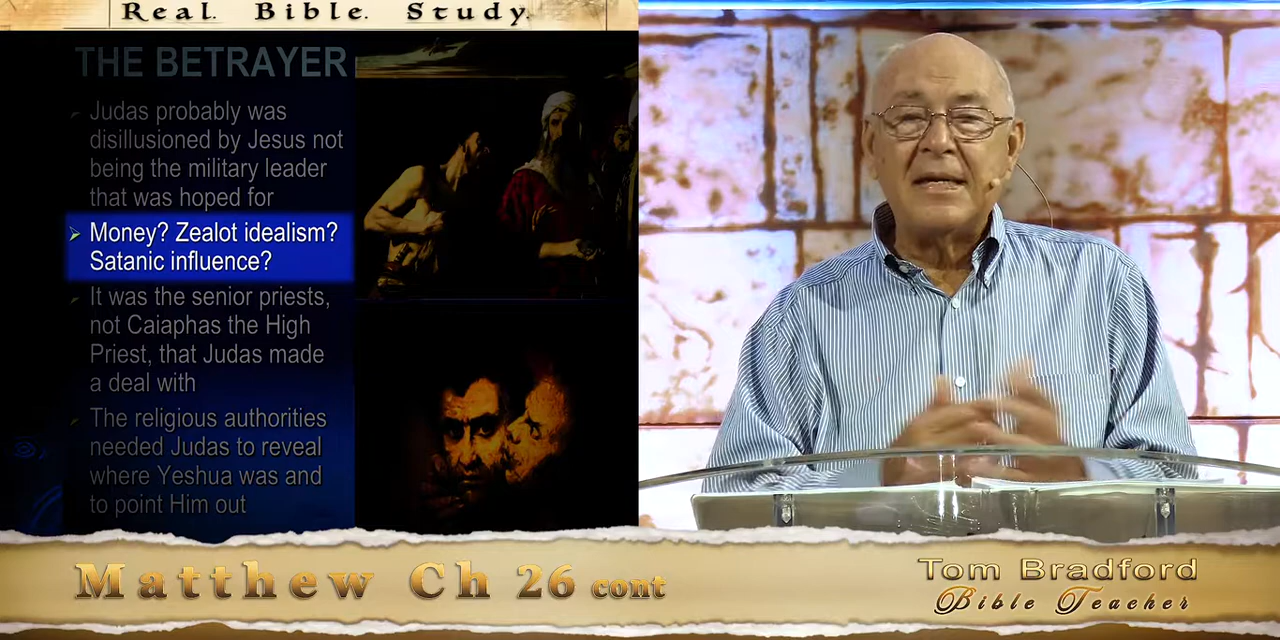 Real. Bible. Study.
THE BETRAYER
Judas probably was
disillusioned by Jesus not
being the military leader
that was hoped for
Money? Zealot idealism?
Satanic influence?
It was the senior priests,
not Caiaphas the High
Priest, that Judas made
a deal with
The religious authorities
needed Judas to reveal
where Yeshua was and
to point Him out
Matthew Ch 26 cont
Tom Bradford
Bible Teacher